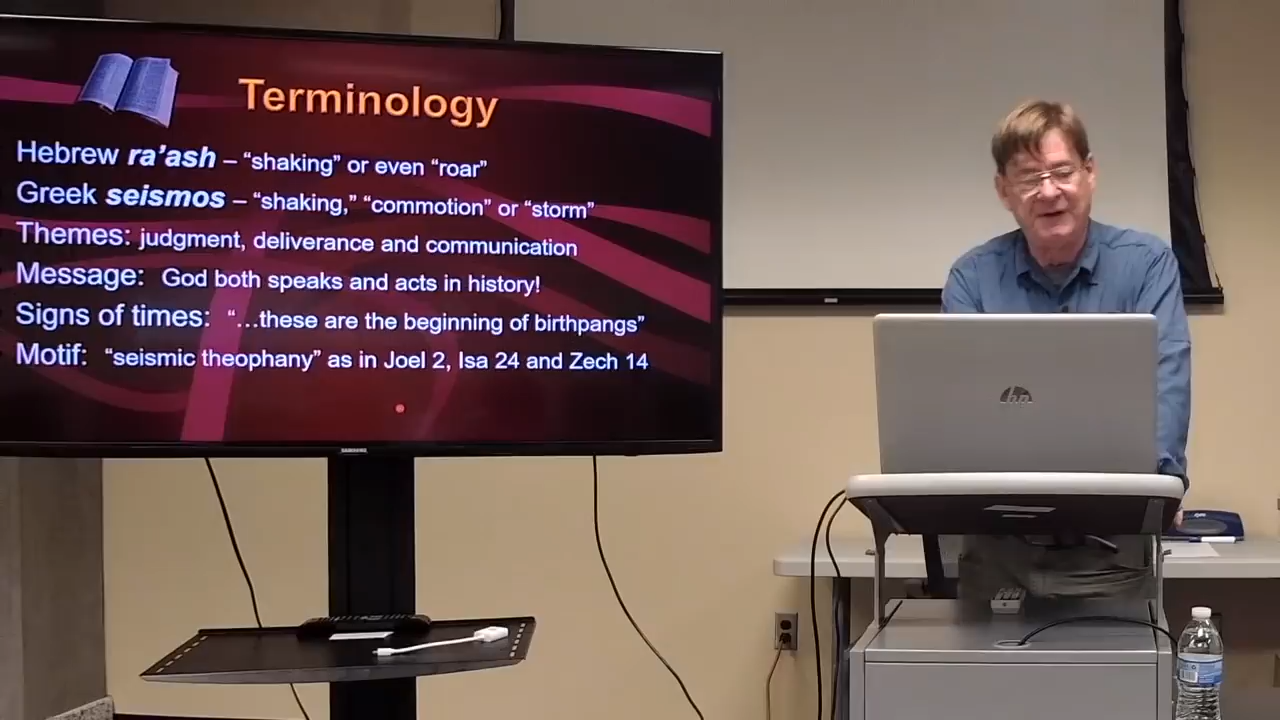 Terminology
Hebrew ra'ash – “shaking” or even “roar”
Greek seismos – “shaking,” “commotion” or “storm”
Themes: judgment, deliverance and communication
Message: God both speaks and acts in history!
Signs of times: “…these are the beginning of birthpangs”
Motif: “seismic theophany” as in Joel 2, Isa 24 and Zech 14
SAMSUNG
hp